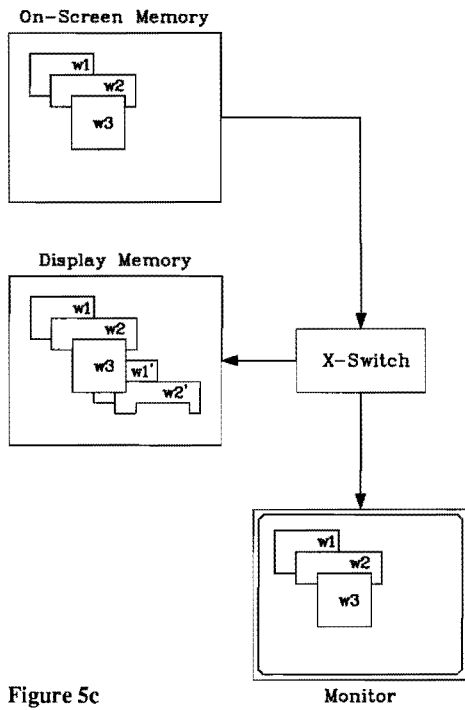 On-Screen Memory
w1
w2
w3
Display Memory
w1
w2
w3
w1'
w2'
X-Switch
w1
w2
w3
Figure 5c
Monitor